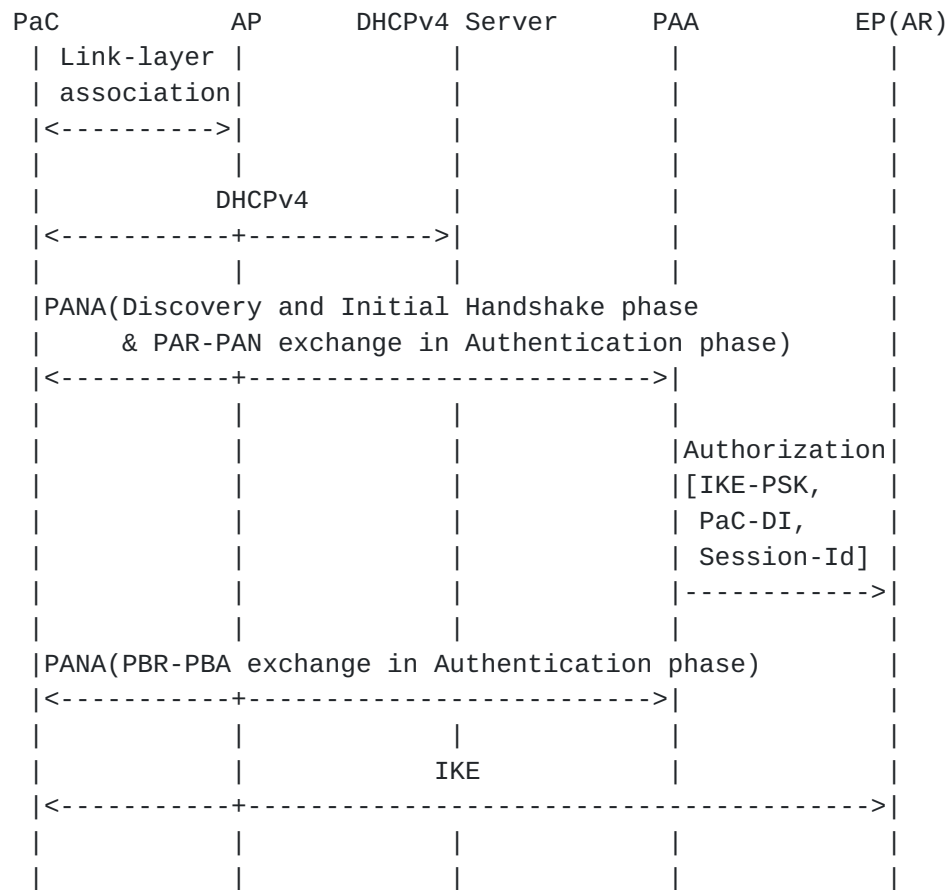 PaC AP DHCPv4 Server PAA EP(AR)
| Link-layer | | | |
| association| | | |
|<---------->| | | |
| | | | |
| DHCPv4 | | |
|<-----------+------------>| | |
| | | | |
|PANA(Discovery and Initial Handshake phase |
| & PAR-PAN exchange in Authentication phase) |
|<-----------+-------------------------->| |
| | | | |
| | | |Authorization|
| | | |[IKE-PSK, |
| | | | PaC-DI, |
| | | | Session-Id] |
| | | |------------>|
| | | | |
|PANA(PBR-PBA exchange in Authentication phase) |
|<-----------+-------------------------->| |
| | | | |
| | IKE | |
|<-----------+---------------------------------------->|
| | | | |
| | | | |